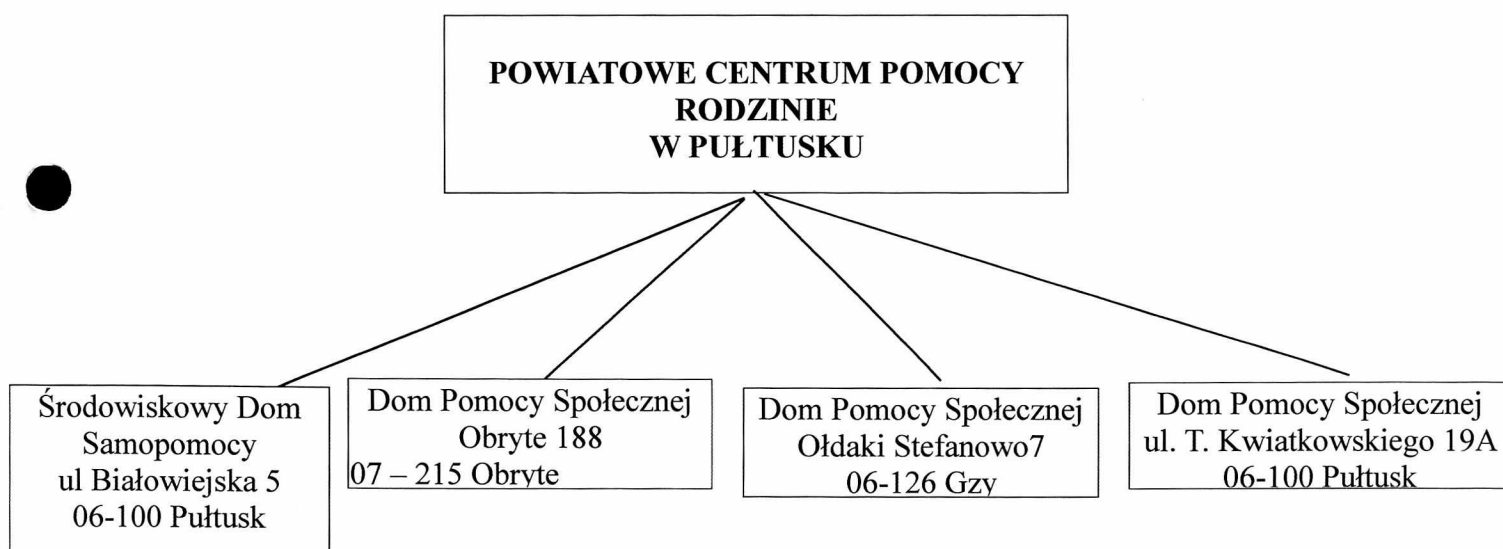 POWIATOWE CENTRUM POMOCY
RODZINIE
W PUŁTUSKU
Środowiskowy Dom
Samopomocy
ul Białowiejska 5
06-100 Pułtusk
Dom Pomocy Społecznej
Obryte 188
07 – 215 Obryte
Dom Pomocy Społecznej
Ołdaki Stefanowo7
06-126 Gzy
Dom Pomocy Społecznej
ul. T. Kwiatkowskiego 19A
06-100 Pułtusk